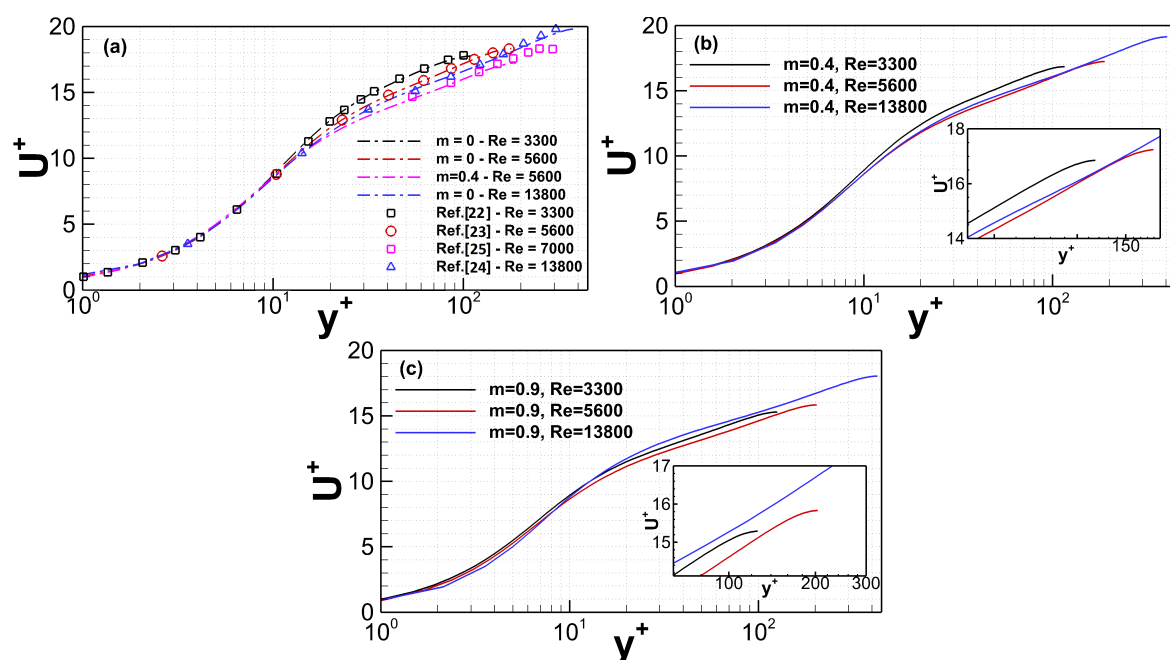 (a)
U+
20
15
10
5
0
10^0
10^1
10^2
y+
m = 0 - Re = 3300
m = 0 - Re = 5600
m=0.4 - Re = 5600
m = 0 - Re = 13800
Ref.[22] - Re = 3300
Ref.[23] - Re = 5600
Ref.[25] - Re = 7000
Ref.[24] - Re = 13800
(b)
U+
20
15
10
5
0
10^0
10^1
10^2
y+
m=0.4, Re=3300
m=0.4, Re=5600
m=0.4, Re=13800
18
16
14
U+
y+
150
(c)
U+
20
15
10
5
0
10^0
10^1
10^2
y+
m=0.9, Re=3300
m=0.9, Re=5600
m=0.9, Re=13800
17
16
15
U+
100
y+
200
300